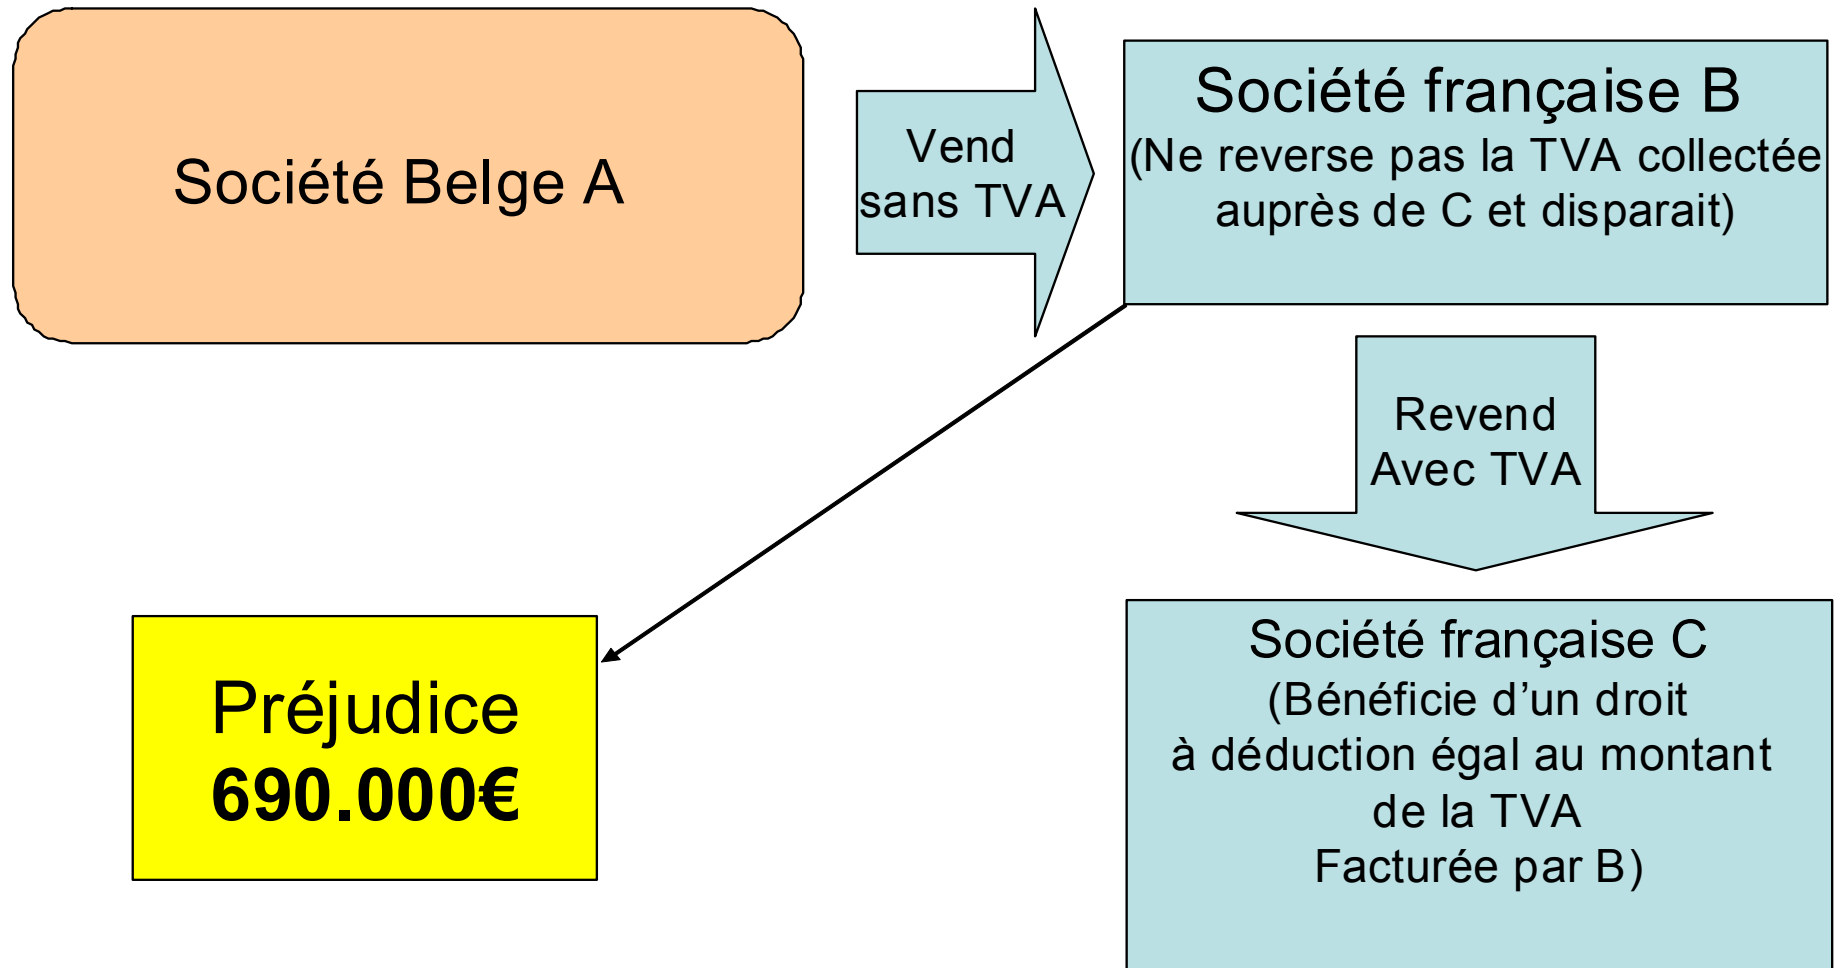 Société Belge A
Vend
sans TVA
Société française B
(Ne reverse pas la TVA collectée
auprès de C et disparait)
Revend
Avec TVA
Préjudice
690.000€
Société française C
(Bénéficie d'un droit
à déduction égal au montant
de la TVA
Facturée par B)